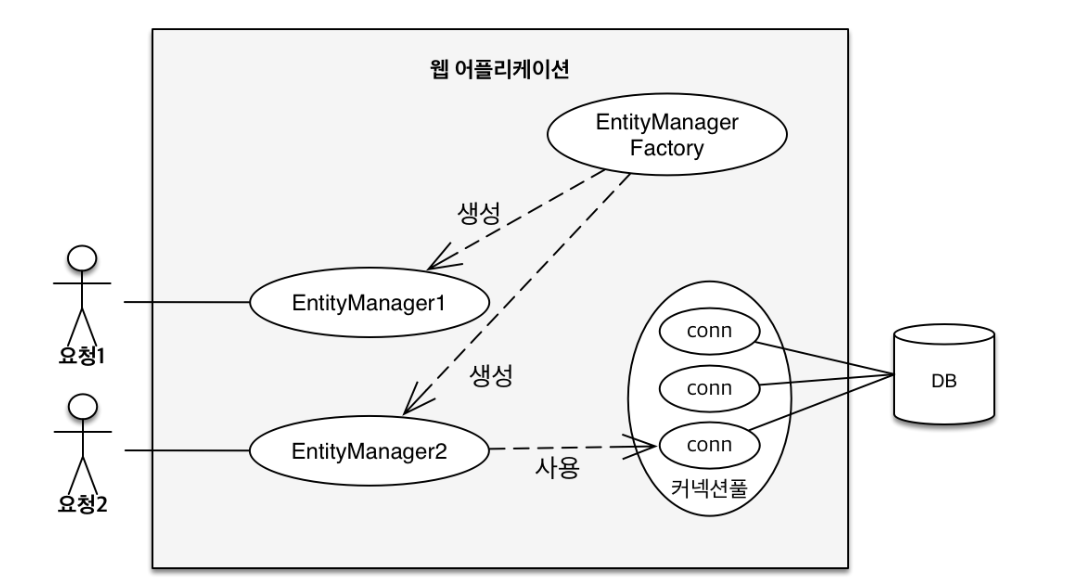 웹 어플리케이션
EntityManager
Factory
생성
EntityManager1
요청1
conn
conn
conn
커넥션풀
DB
생성
EntityManager2
사용
요청2